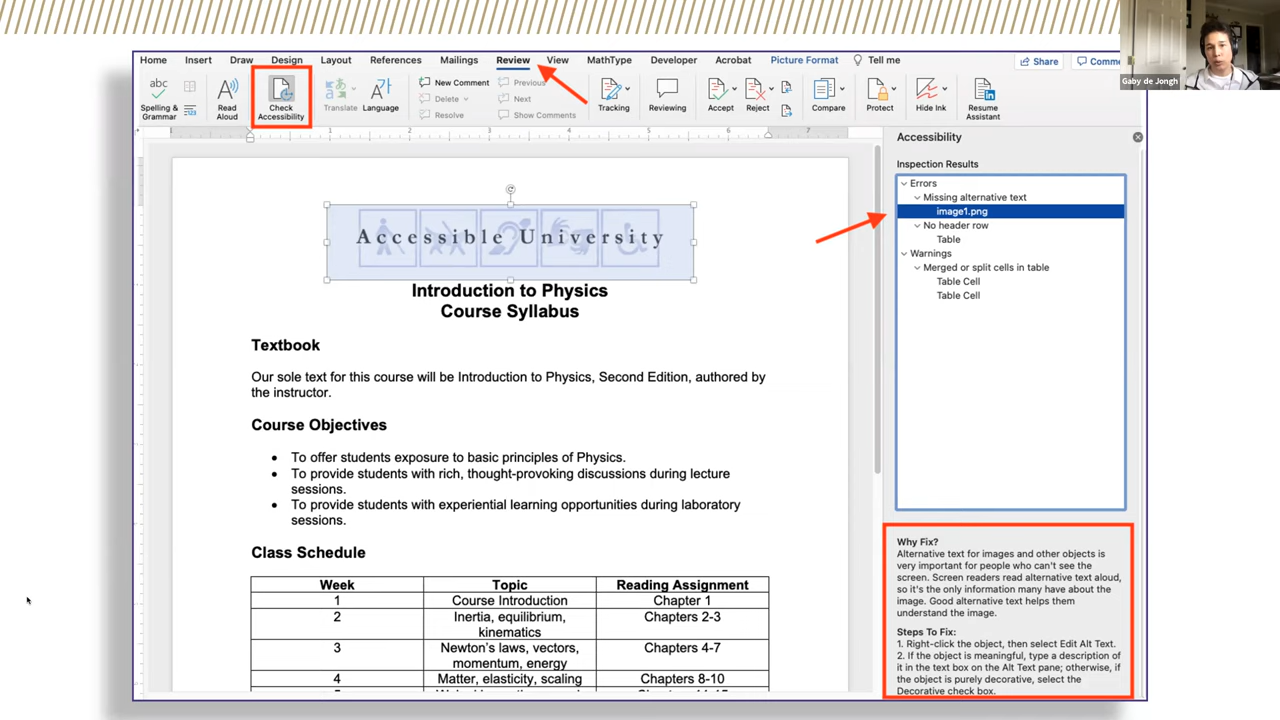 Home Insert Draw Design Layout References Mailings Review View MathType Developer Acrobat Picture Format Tell me
Share
Gaby de Jongh
abc
Spelling & Grammar
Read Aloud
Check Accessibility
Translate
Language
New Comment
Delete
Resolve
Previous
Next
Show Comments
Tracking
Reviewing
Accept
Reject
Compare
Protect
Hide Ink
Resume Assistant
Accessibility
Inspection Results
Errors
Missing alternative text
image1.png
No header row
Table
Warnings
Merged or split cells in table
Table Cell
Table Cell
Accessible University
Introduction to Physics
Course Syllabus
Textbook
Our sole text for this course will be Introduction to Physics, Second Edition, authored by
the instructor.
Course Objectives
• To offer students exposure to basic principles of Physics.
• To provide students with rich, thought-provoking discussions during lecture
sessions.
• To provide students with experiential learning opportunities during laboratory
sessions.
Class Schedule
Week Topic Reading Assignment
1 Course Introduction Chapter 1
2 Inertia, equilibrium, Chapters 2-3
kinematics
3 Newton's laws, vectors, Chapters 4-7
momentum, energy
4 Matter, elasticity, scaling Chapters 8-10
Why Fix?
Alternative text for images and other objects is
very important for people who can't see the
screen. Screen readers read alternative text aloud,
so it's the only information many have about the
image. Good alternative text helps them
understand the image.
Steps To Fix:
1. Right-click the object, then select Edit Alt Text.
2. If the object is meaningful, type a description of
it in the text box on the Alt Text pane; otherwise, if
the object is purely decorative, select the
Decorative check box.